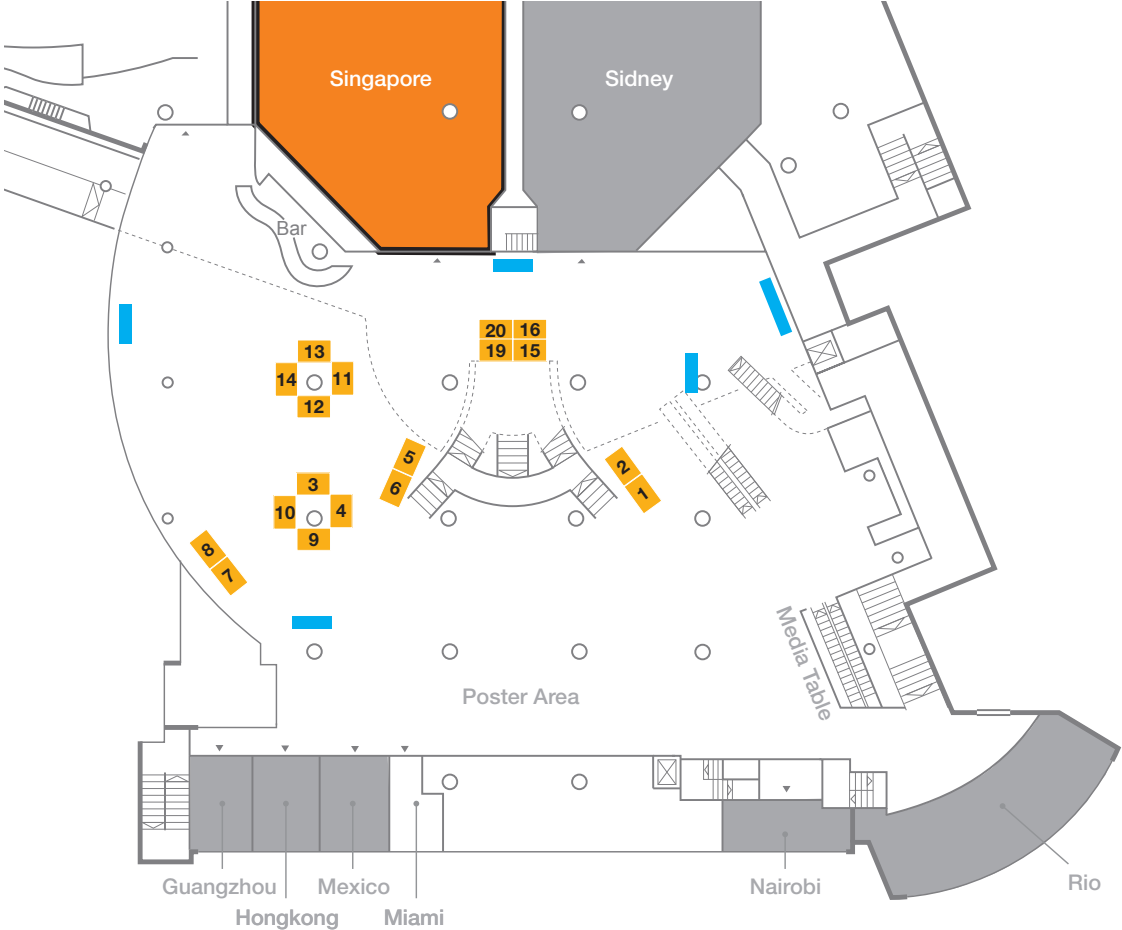 Singapore
Sidney
Bar
20 16
19 15
13
14 11
12
5
6
2
1
3
10 4
9
8
7
Media Table
Poster Area
Guangzhou
Mexico
Nairobi
Rio
Hongkong
Miami